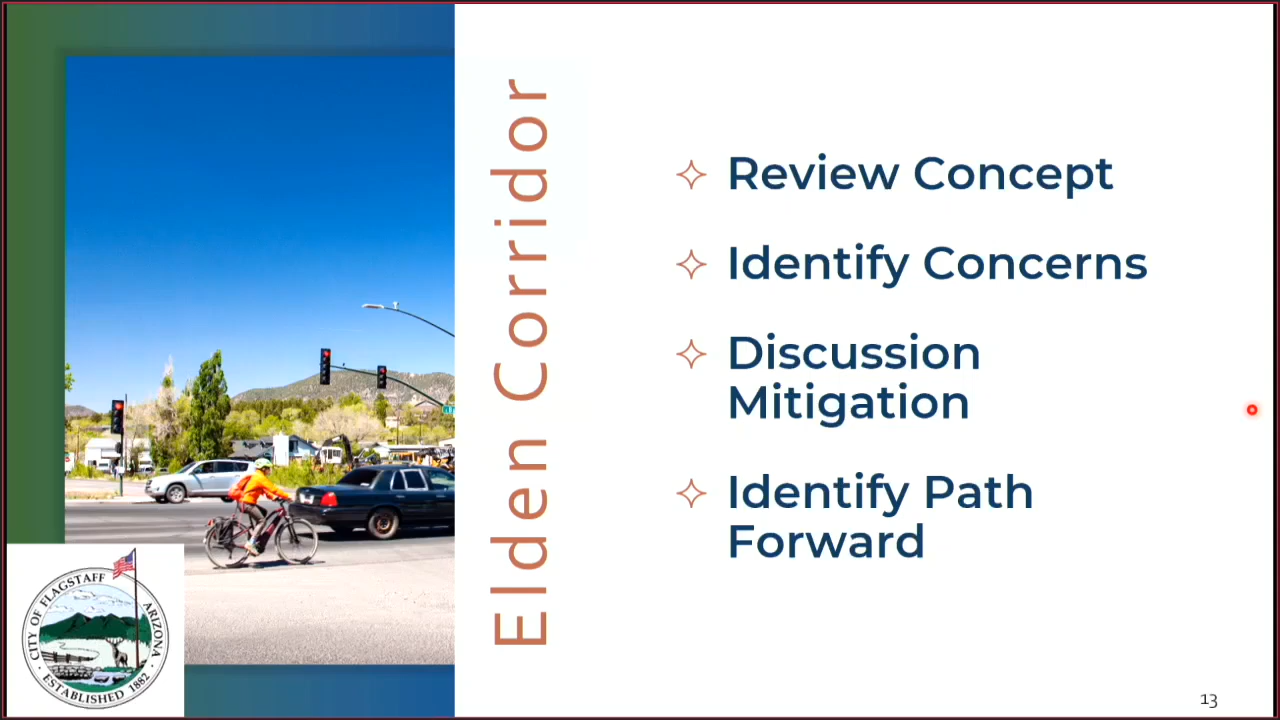 Elden Corridor
Review Concept
Identify Concerns
Discussion
Mitigation
Identify Path
Forward
CITY OF FLAGSTAFF
ARIZONA
ESTABLISHED 1882
13